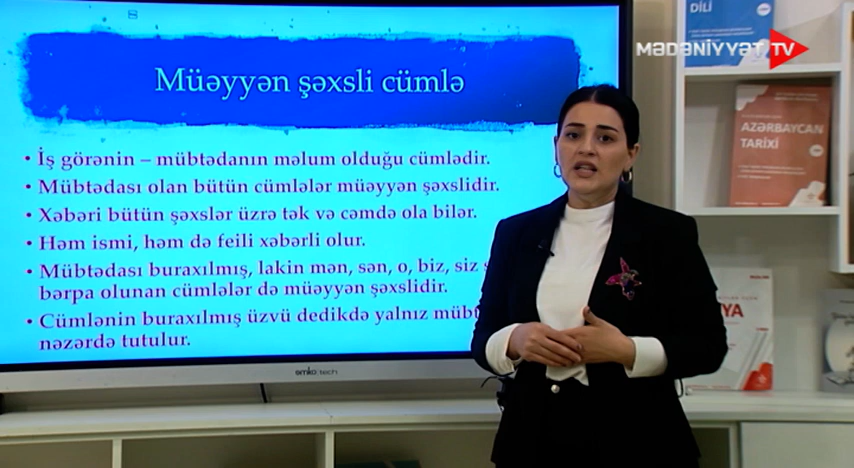 DİLİ
MƏDƏNİYYƏT TV
Müəyyən şəxsli cümlə
AZƏRBAYCAN
TARİXİ
• İş görənin – mübtədanın məlum olduğu cümlədir.
• Mübtədası olan bütün cümlələr müəyyən şəxslidir.
• Xəbəri bütün şəxslər üzrə tək və cəmdə ola bilər.
• Həm ismi, həm də feili xəbərli olur.
• Mübtədası buraxılmış, lakin mən, sən, o, biz, siz
bərpa olunan cümlələr də müəyyən şəxslidir.
• Cümlənin buraxılmış üzvü dedikdə yalnız
nəzərdə tutulur.
emko tech